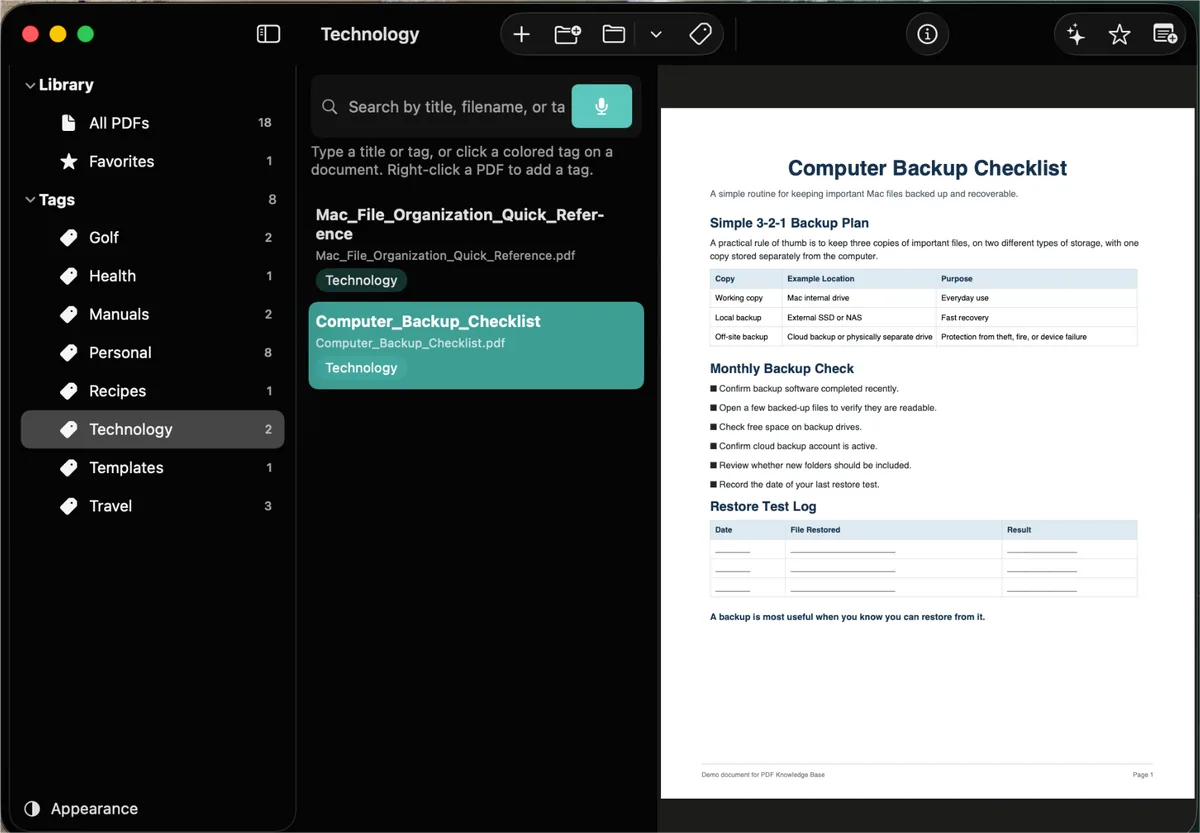 Technology
Library
All PDFs 18
Favorites 1
Tags 8
Golf 2
Health 1
Manuals 2
Personal 8
Recipes 1
Technology 2
Templates 1
Travel 3
Appearance
Search by title, filename, or ta
Type a title or tag, or click a colored tag on a
document. Right-click a PDF to add a tag.
Mac_File_Organization_Quick_Refer-
ence
Mac_File_Organization_Quick_Reference.pdf
Technology
Computer_Backup_Checklist
Computer_Backup_Checklist.pdf
Technology
Computer Backup Checklist
A simple routine for keeping important Mac files backed up and recoverable.
Simple 3-2-1 Backup Plan
A practical rule of thumb is to keep three copies of important files, on two different types of storage, with one
copy stored separately from the computer.
Copy Example Location Purpose
Working copy Mac internal drive Everyday use
Local backup External SSD or NAS Fast recovery
Off-site backup Cloud backup or physically separate drive Protection from theft, fire, or device failure
Monthly Backup Check
■ Confirm backup software completed recently.
■ Open a few backed-up files to verify they are readable.
■ Check free space on backup drives.
■ Confirm cloud backup account is active.
■ Review whether new folders should be included.
■ Record the date of your last restore test.
Restore Test Log
Date File Restored Result
A backup is most useful when you know you can restore from it.
Demo document for PDF Knowledge Base Page 1